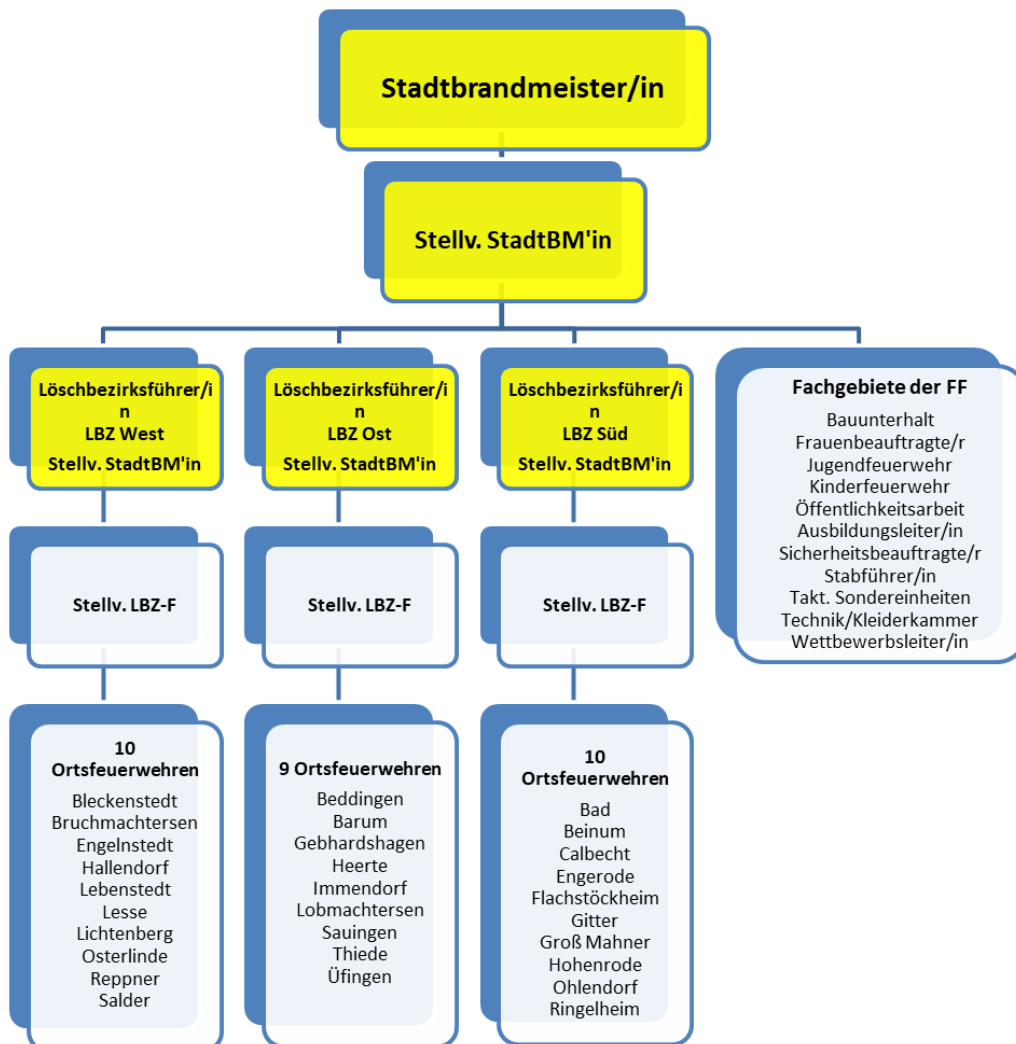 Stadtbrandmeister/in
Stellv. StadtBM'in
Löschbezirksführer/i
n
LBZ West
Stellv. StadtBM'in
Löschbezirksführer/i
n
LBZ Ost
Stellv. StadtBM'in
Löschbezirksführer/i
n
LBZ Süd
Stellv. StadtBM'in
Fachgebiete der FF
Bauunterhalt
Frauenbeauftragte/r
Jugendfeuerwehr
Kinderfeuerwehr
Öffentlichkeitsarbeit
Ausbildungsleiter/in
Sicherheitsbeauftragte/r
Stabführer/in
Takt. Sondereinheiten
Technik/Kleiderkammer
Wettbewerbsleiter/in
Stellv. LBZ-F
Stellv. LBZ-F
Stellv. LBZ-F
10
Ortsfeuerwehren
Bleckenstedt
Bruchmachtersen
Engelnstedt
Hallendorf
Lebenstedt
Lesse
Lichtenberg
Osterlinde
Reppner
Salder
9 Ortsfeuerwehren
Beddingen
Barum
Gebhardshagen
Heerte
Immendorf
Lobmachtersen
Sauingen
Thiede
Üfingen
10
Ortsfeuerwehren
Bad
Beinum
Calbecht
Engerode
Flachstöckheim
Gitter
Groß Mahner
Hohenrode
Ohlendorf
Ringelheim